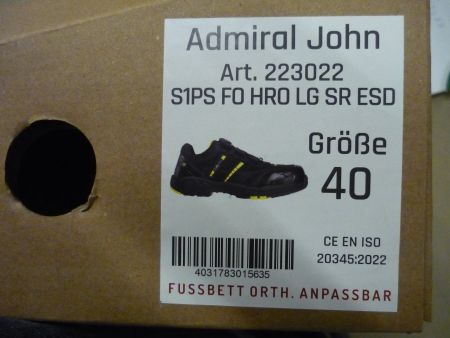 Admiral John
Art. 223022
S1PS FO HRO LG SR ESD
Größe
40
CE EN ISO
20345:2022
4031783015635
FUSSBETT ORTH. ANPASSBAR